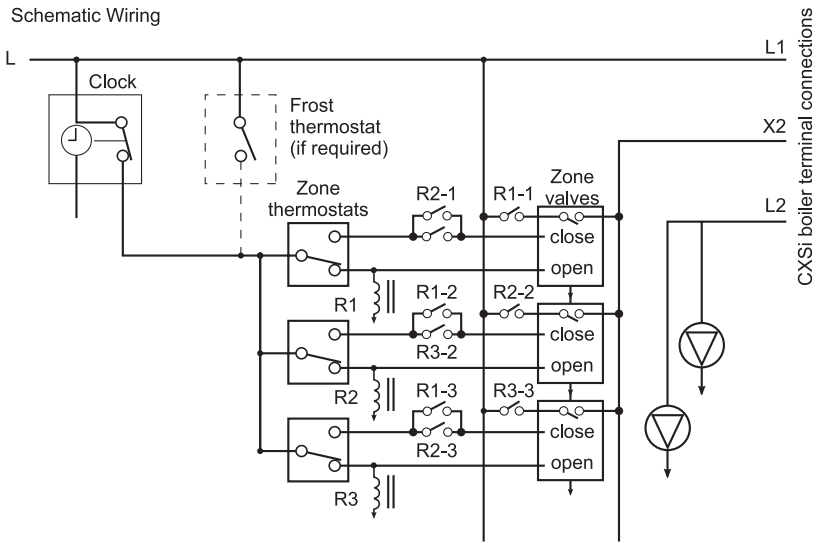 Schematic Wiring
L
L1
Clock
Frost
thermostat
(if required)
X2
Zone
thermostats
R2-1
R1-1
Zone
valves
L2
close
open
R1
R1-2
R2-2
close
R3-2
open
R2
R1-3
R3-3
close
R2-3
open
R3
CXSi boiler terminal connections